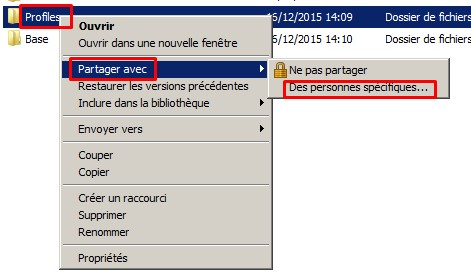 Profiles
16/12/2015 14:09 Dossier de fichiers
Base
16/12/2015 14:10 Dossier de fichiers
Ouvrir
Ouvrir dans une nouvelle fenêtre
Partager avec
Restaurer les versions précédentes
Inclure dans la bibliothèque
Envoyer vers
Couper
Copier
Créer un raccourci
Supprimer
Renommer
Propriétés
Ne pas partager
Des personnes spécifiques...